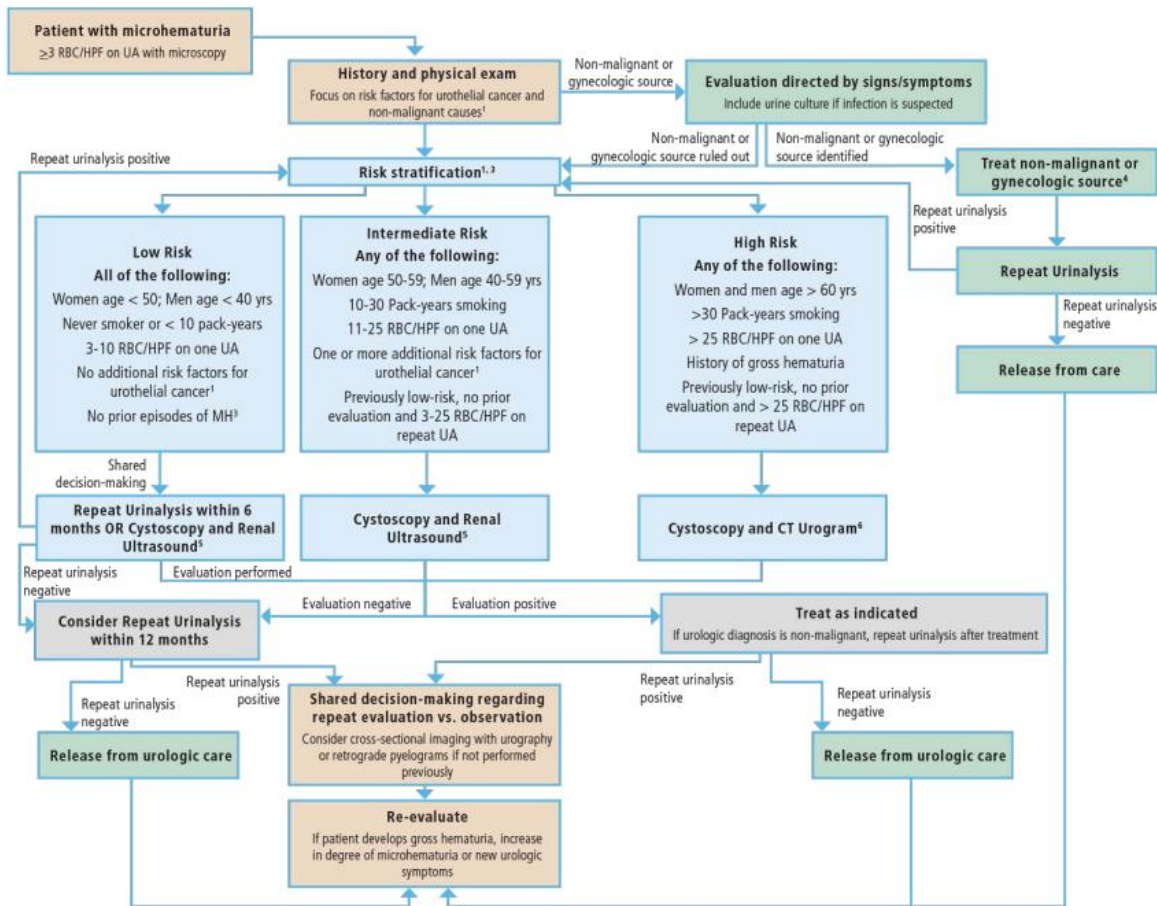 Patient with microhematuria
≥3 RBC/HPF on UA with microscopy
History and physical exam
Focus on risk factors for urothelial cancer and
non-malignant causes¹
Non-malignant or
gynecologic source
Evaluation directed by signs/symptoms
Include urine culture if infection is suspected
Non-malignant or
gynecologic source ruled out
Non-malignant or gynecologic
source identified
Treat non-malignant or
gynecologic source⁴
Repeat urinalysis positive
Risk stratification¹,³
Repeat urinalysis
positive
Repeat Urinalysis
Repeat urinalysis
negative
Release from care
Low Risk
All of the following:
Women age < 50; Men age < 40 yrs
Never smoker or < 10 pack-years
3-10 RBC/HPF on one UA
No additional risk factors for
urothelial cancer¹
No prior episodes of MH³
Intermediate Risk
Any of the following:
Women age 50-59; Men age 40-59 yrs
10-30 Pack-years smoking
11-25 RBC/HPF on one UA
One or more additional risk factors for
urothelial cancer¹
Previously low-risk, no prior
evaluation and 3-25 RBC/HPF on
repeat UA
High Risk
Any of the following:
Women and men age > 60 yrs
>30 Pack-years smoking
> 25 RBC/HPF on one UA
History of gross hematuria
Previously low-risk, no prior
evaluation and > 25 RBC/HPF on
repeat UA
Shared
decision-making
Repeat Urinalysis within 6
months OR Cystoscopy and Renal
Ultrasound⁵
Cystoscopy and Renal
Ultrasound⁵
Cystoscopy and CT Urogram⁶
Repeat urinalysis
negative
Evaluation performed
Evaluation negative
Evaluation positive
Consider Repeat Urinalysis
within 12 months
Treat as indicated
If urologic diagnosis is non-malignant, repeat urinalysis after treatment
Repeat urinalysis
negative
Repeat urinalysis
positive
Repeat urinalysis
positive
Repeat urinalysis
negative
Release from urologic care
Shared decision-making regarding
repeat evaluation vs. observation
Consider cross-sectional imaging with urography
or retrograde pyelograms if not performed
previously
Release from urologic care
Re-evaluate
If patient develops gross hematuria, increase
in degree of microhematuria or new urologic
symptoms